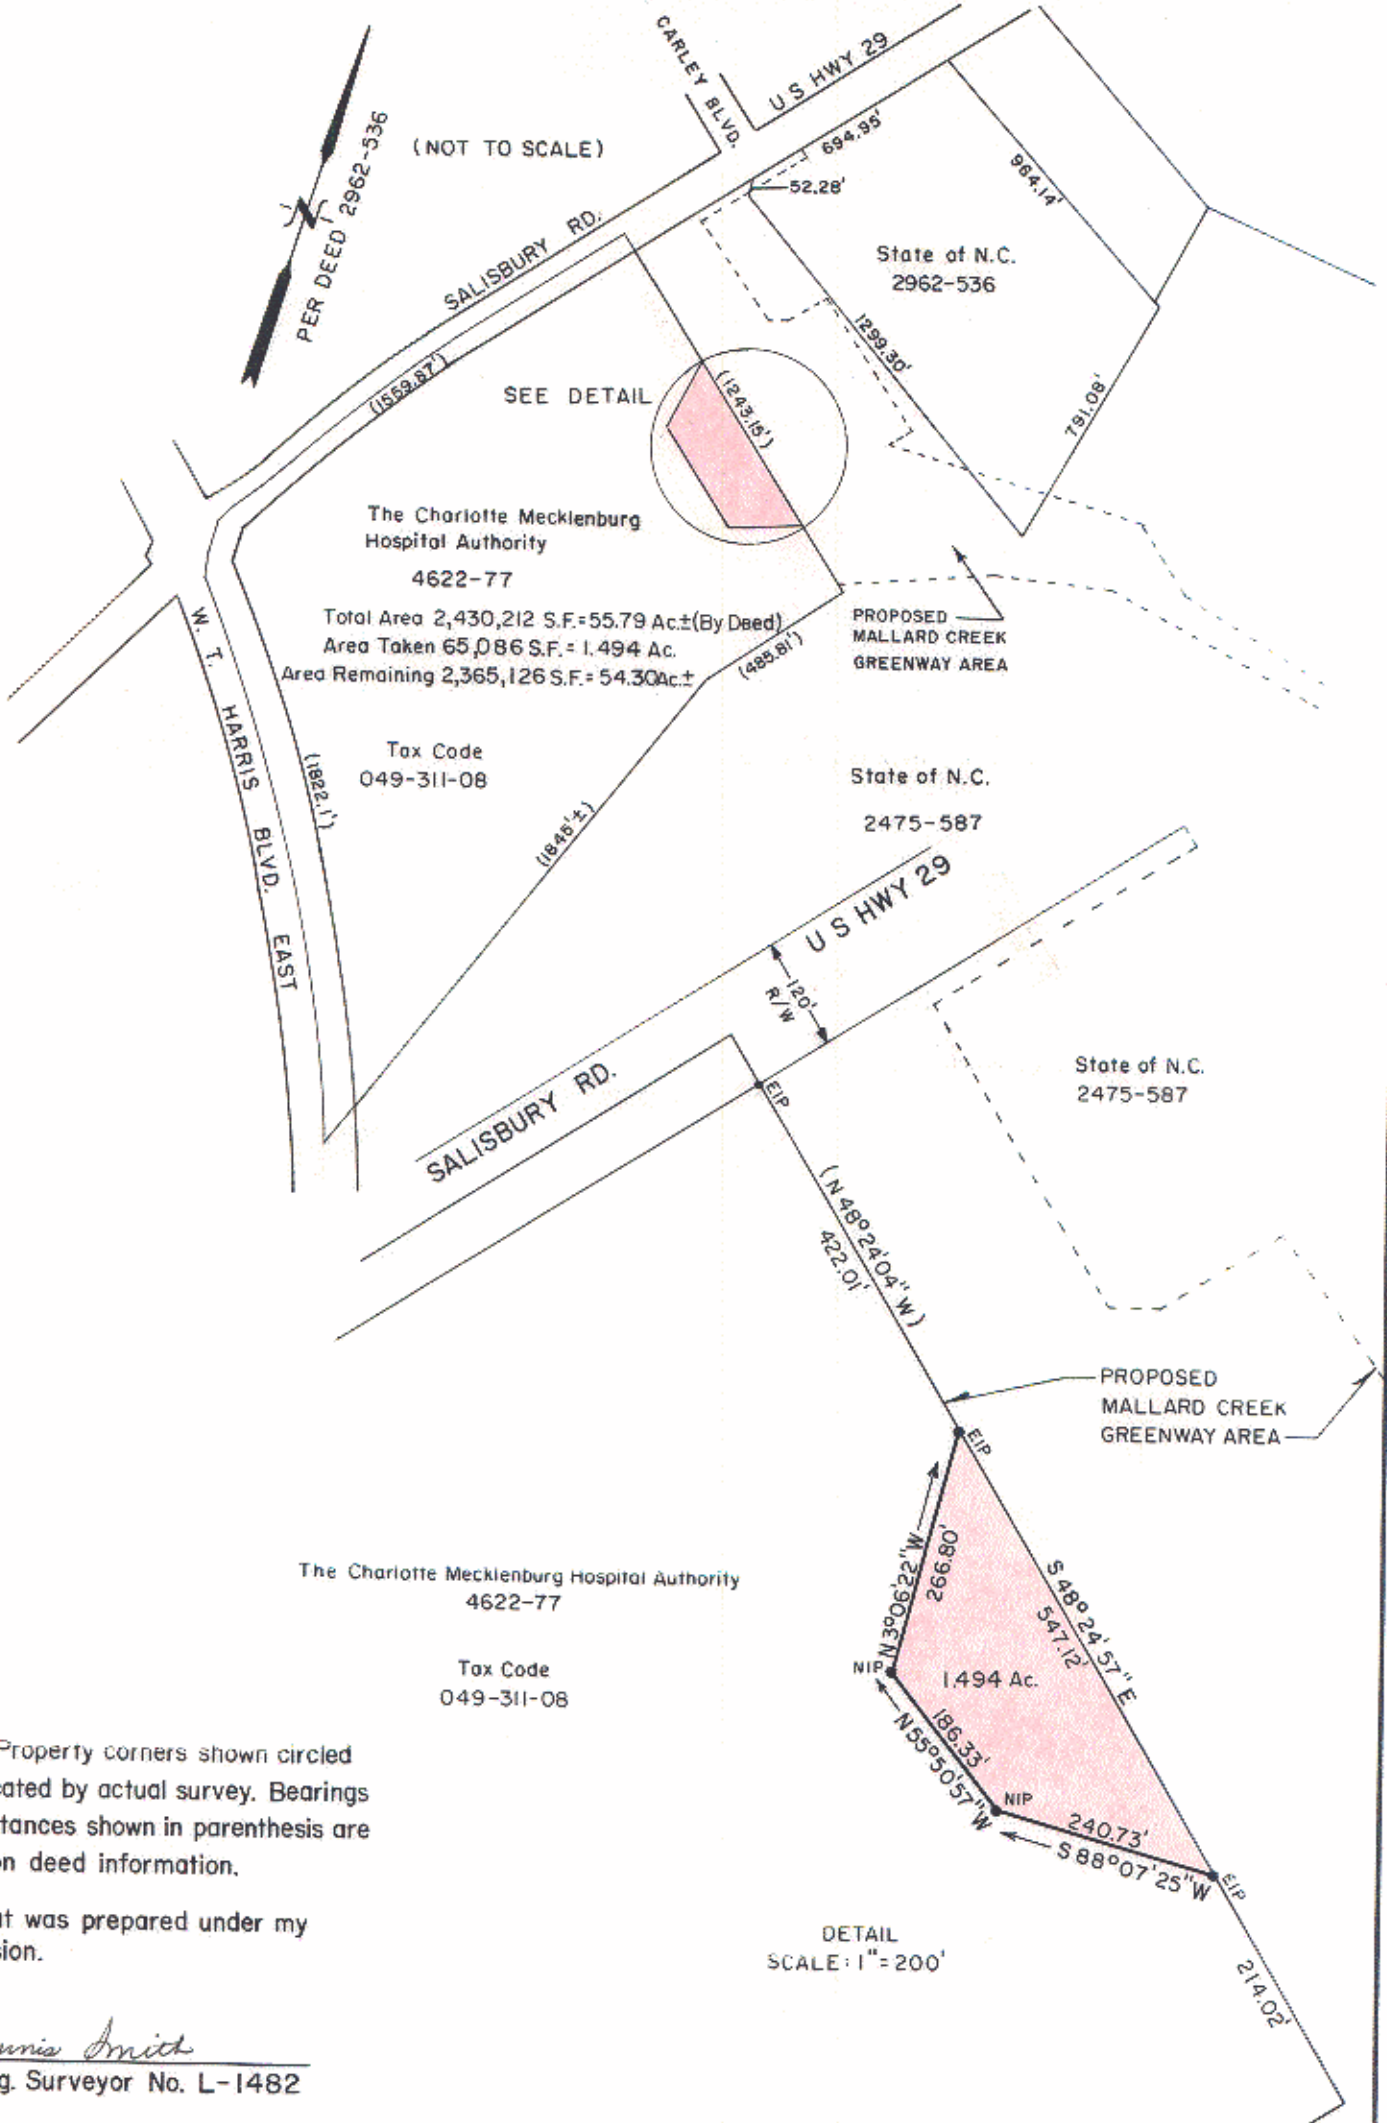 CARLEY BLVD.
U S HWY 29
(NOT TO SCALE)
N
PER DEED 2962-536
694.95'
52.28'
964.14'
SALISBURY RD.
State of N.C.
2962-536
(1559.87')
SEE DETAIL
(1243.15')
1299.30'
791.08'
The Charlotte Mecklenburg
Hospital Authority
4622-77
Total Area 2,430,212 S.F.=55.79 Ac.±(By Deed)
Area Taken 65,086 S.F. = 1.494 Ac.
Area Remaining 2,365,126 S.F.= 54.30Ac.±
(485.81')
PROPOSED
MALLARD CREEK
GREENWAY AREA
W. T. HARRIS BLVD. EAST
(1822.1')
Tax Code
049-311-08
(1845'±)
State of N.C.
2475-587
U S HWY 29
120'
R/W
SALISBURY RD.
EIP
State of N.C.
2475-587
(N 48°24'04" W)
422.01'
PROPOSED
MALLARD CREEK
GREENWAY AREA
EIP
N 3°06'22" W
266.80'
S 48°24'57" E
547.12'
The Charlotte Mecklenburg Hospital Authority
4622-77
NIP
1.494 Ac.
Tax Code
049-311-08
186.33'
N55°50'57" W
NIP
240.73'
S 88°07'25" W
EIP
214.02'
Property corners shown circled
ated by actual survey. Bearings
tances shown in parenthesis are
n deed information.
t was prepared under my
sion.
DETAIL
SCALE: 1"=200'
Smith
g. Surveyor No. L-1482